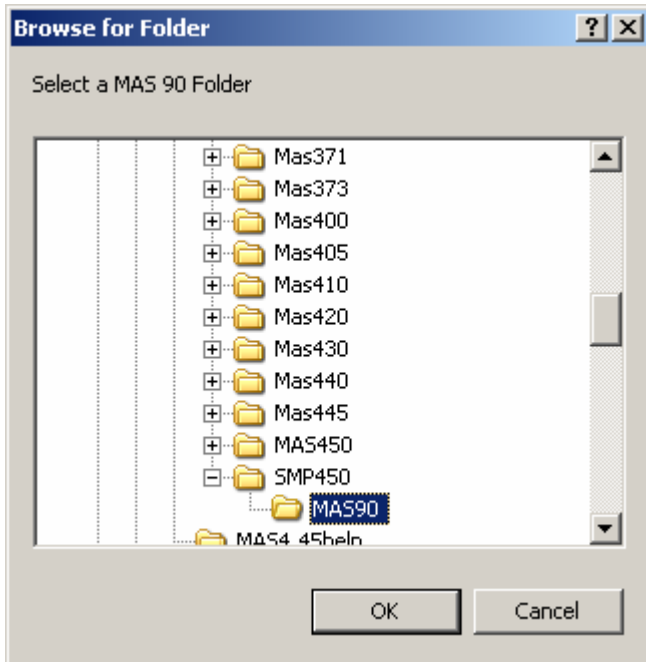 Browse for Folder
Select a MAS 90 Folder
Mas371
Mas373
Mas400
Mas405
Mas410
Mas420
Mas430
Mas440
Mas445
MAS450
SMP450
MAS90
MAS4_45help
OK Cancel